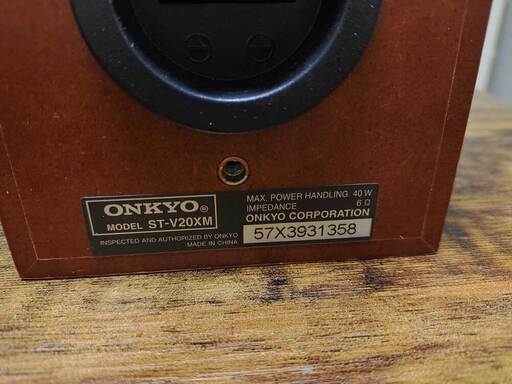 ONKYO®
MODEL ST-V20XM
INSPECTED AND AUTHORIZED BY ONKYO
MADE IN CHINA
MAX. POWER HANDLING 40 W
IMPEDANCE 6 Ω
ONKYO CORPORATION
57X3931358